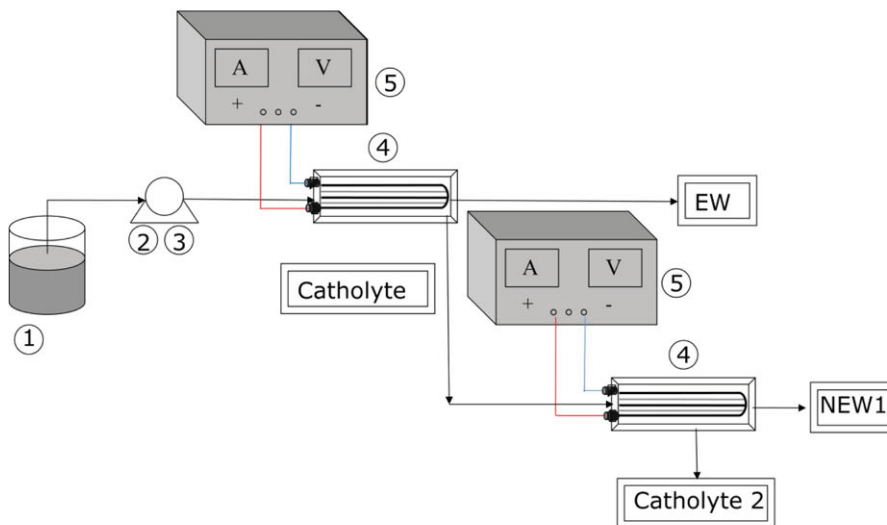 A V
+ -
⑤
④
EW
② ③
A V
+ -
⑤
Catholyte
①
④
NEW1
Catholyte 2